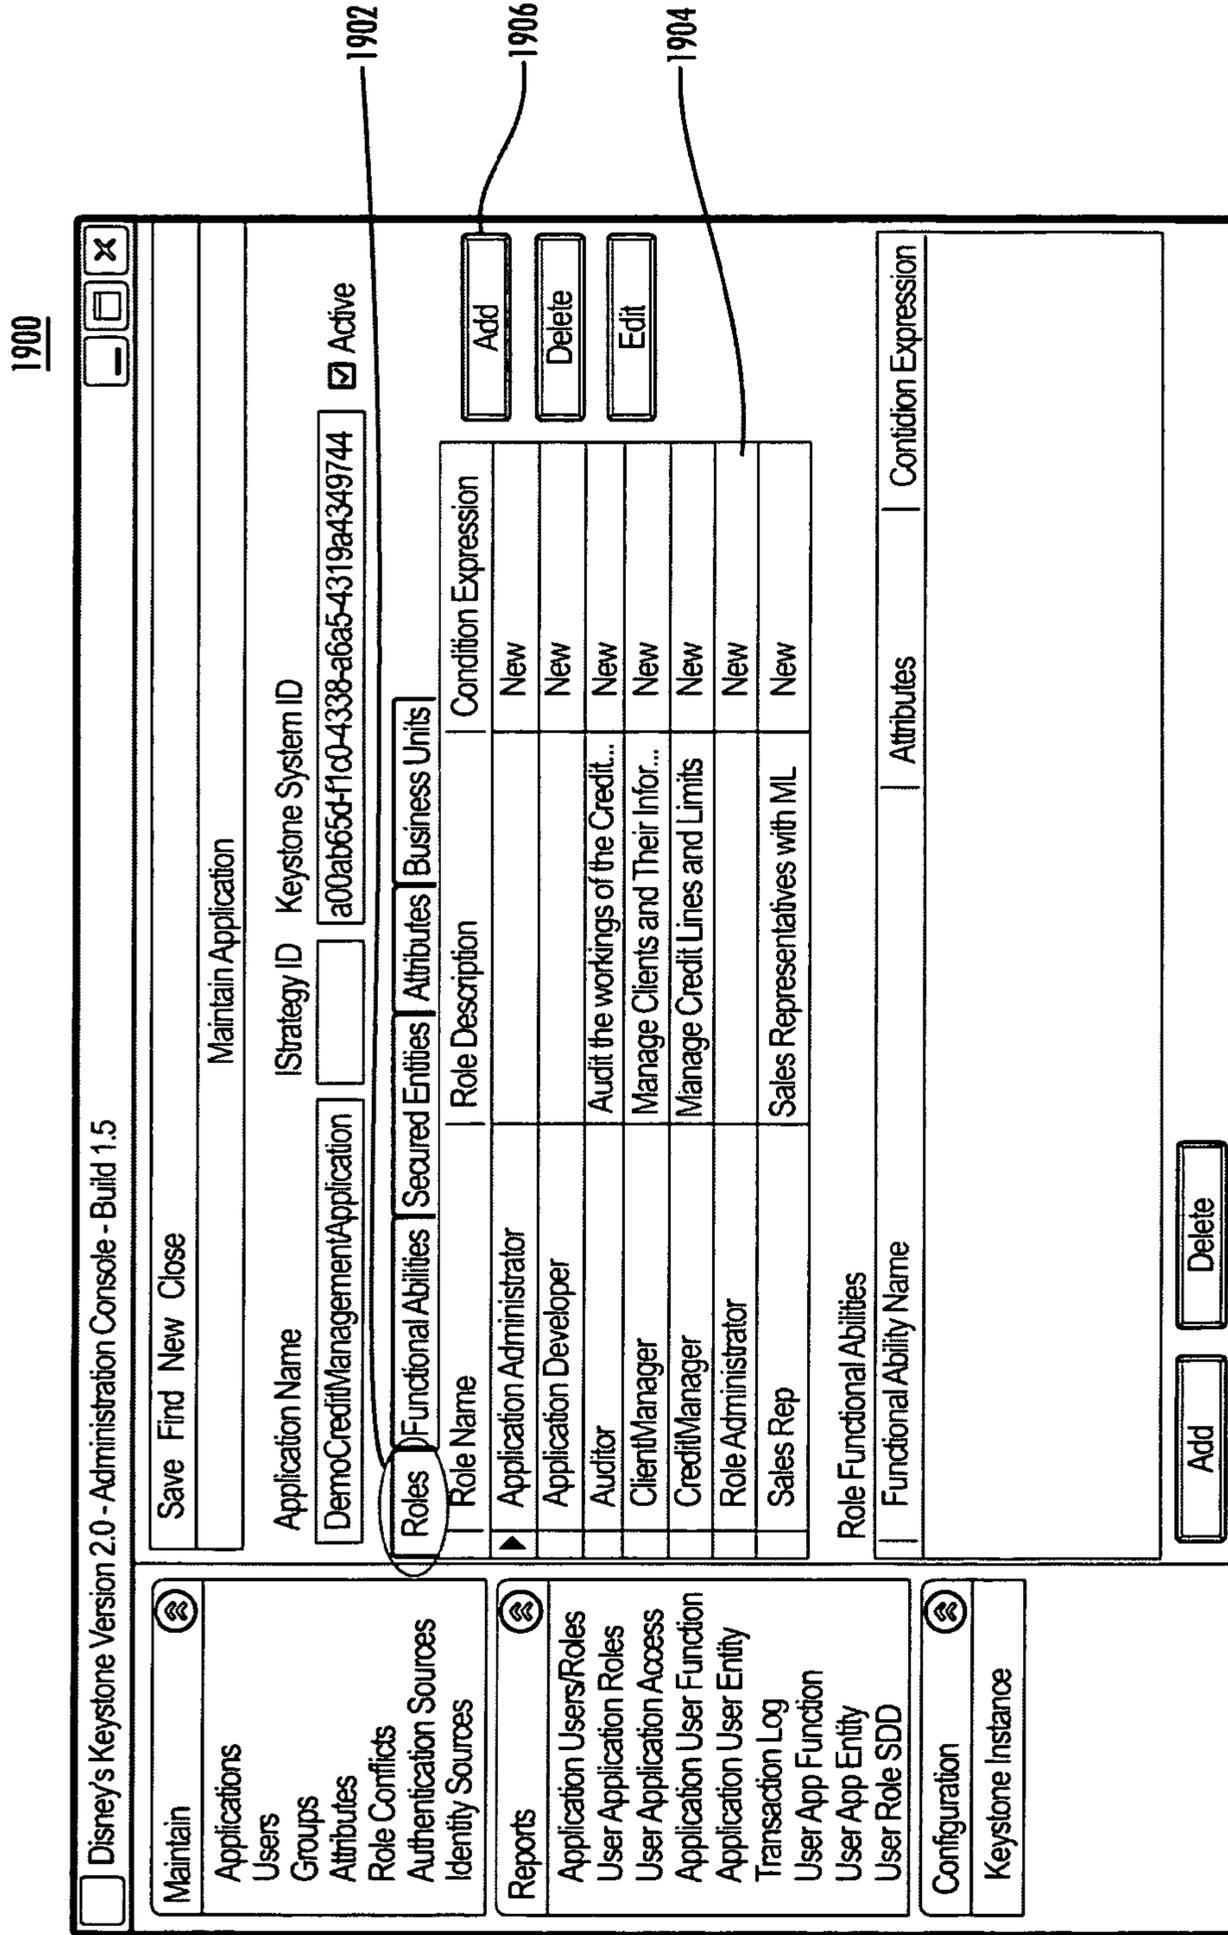 1900
Disney's Keystone Version 2.0 - Administration Console - Build 1.5
Maintain
Applications
Users
Groups
Attributes
Role Conflicts
Authentication Sources
Identity Sources
Reports
Application Users/Roles
User Application Roles
User Application Access
Application User Function
Application User Entity
Transaction Log
User App Function
User App Entity
User Role SDD
Configuration
Keystone Instance
Save Find New Close
Maintain Application
Application Name IStrategy ID Keystone System ID
DemoCreditManagementApplication a00ab65d-f1c0-4338-a6a5-4319a4349744 Active
1902
Roles Functional Abilities Secured Entities Attributes Business Units
Role Name Role Description Condition Expression
Application Administrator New
Application Developer New
Auditor Audit the workings of the Credit... New
ClientManager Manage Clients and Their Infor... New
CreditManager Manage Credit Lines and Limits New
Role Administrator New
Sales Rep Sales Representatives with ML New
Add
Delete
Edit
1906
1904
Role Functional Abilities
Functional Ability Name Attributes Contidion Expression
Add Delete